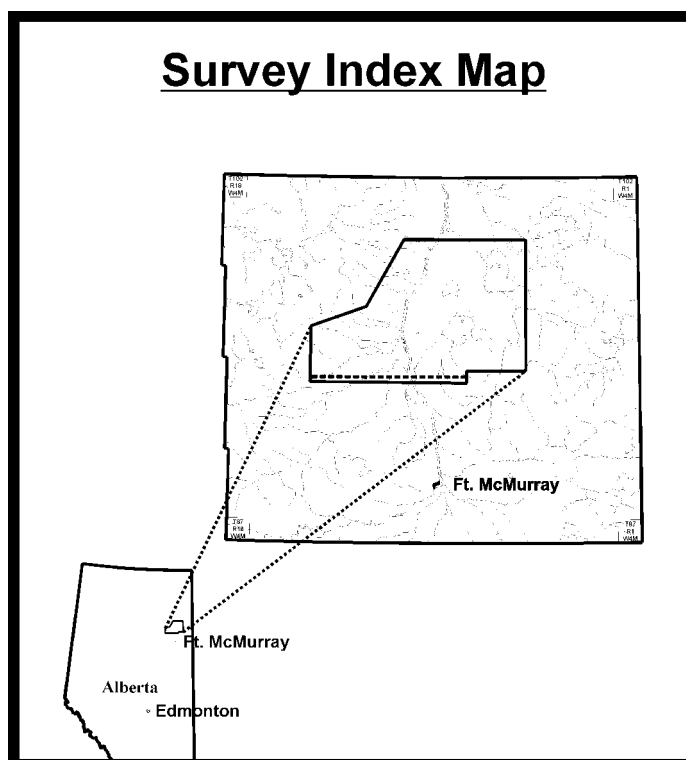 Survey Index Map
T102
R18
W4M
T102
R1
W4M
Ft. McMurray
T87
R18
W4M
T87
R1
W4M
Ft. McMurray
Alberta
Edmonton